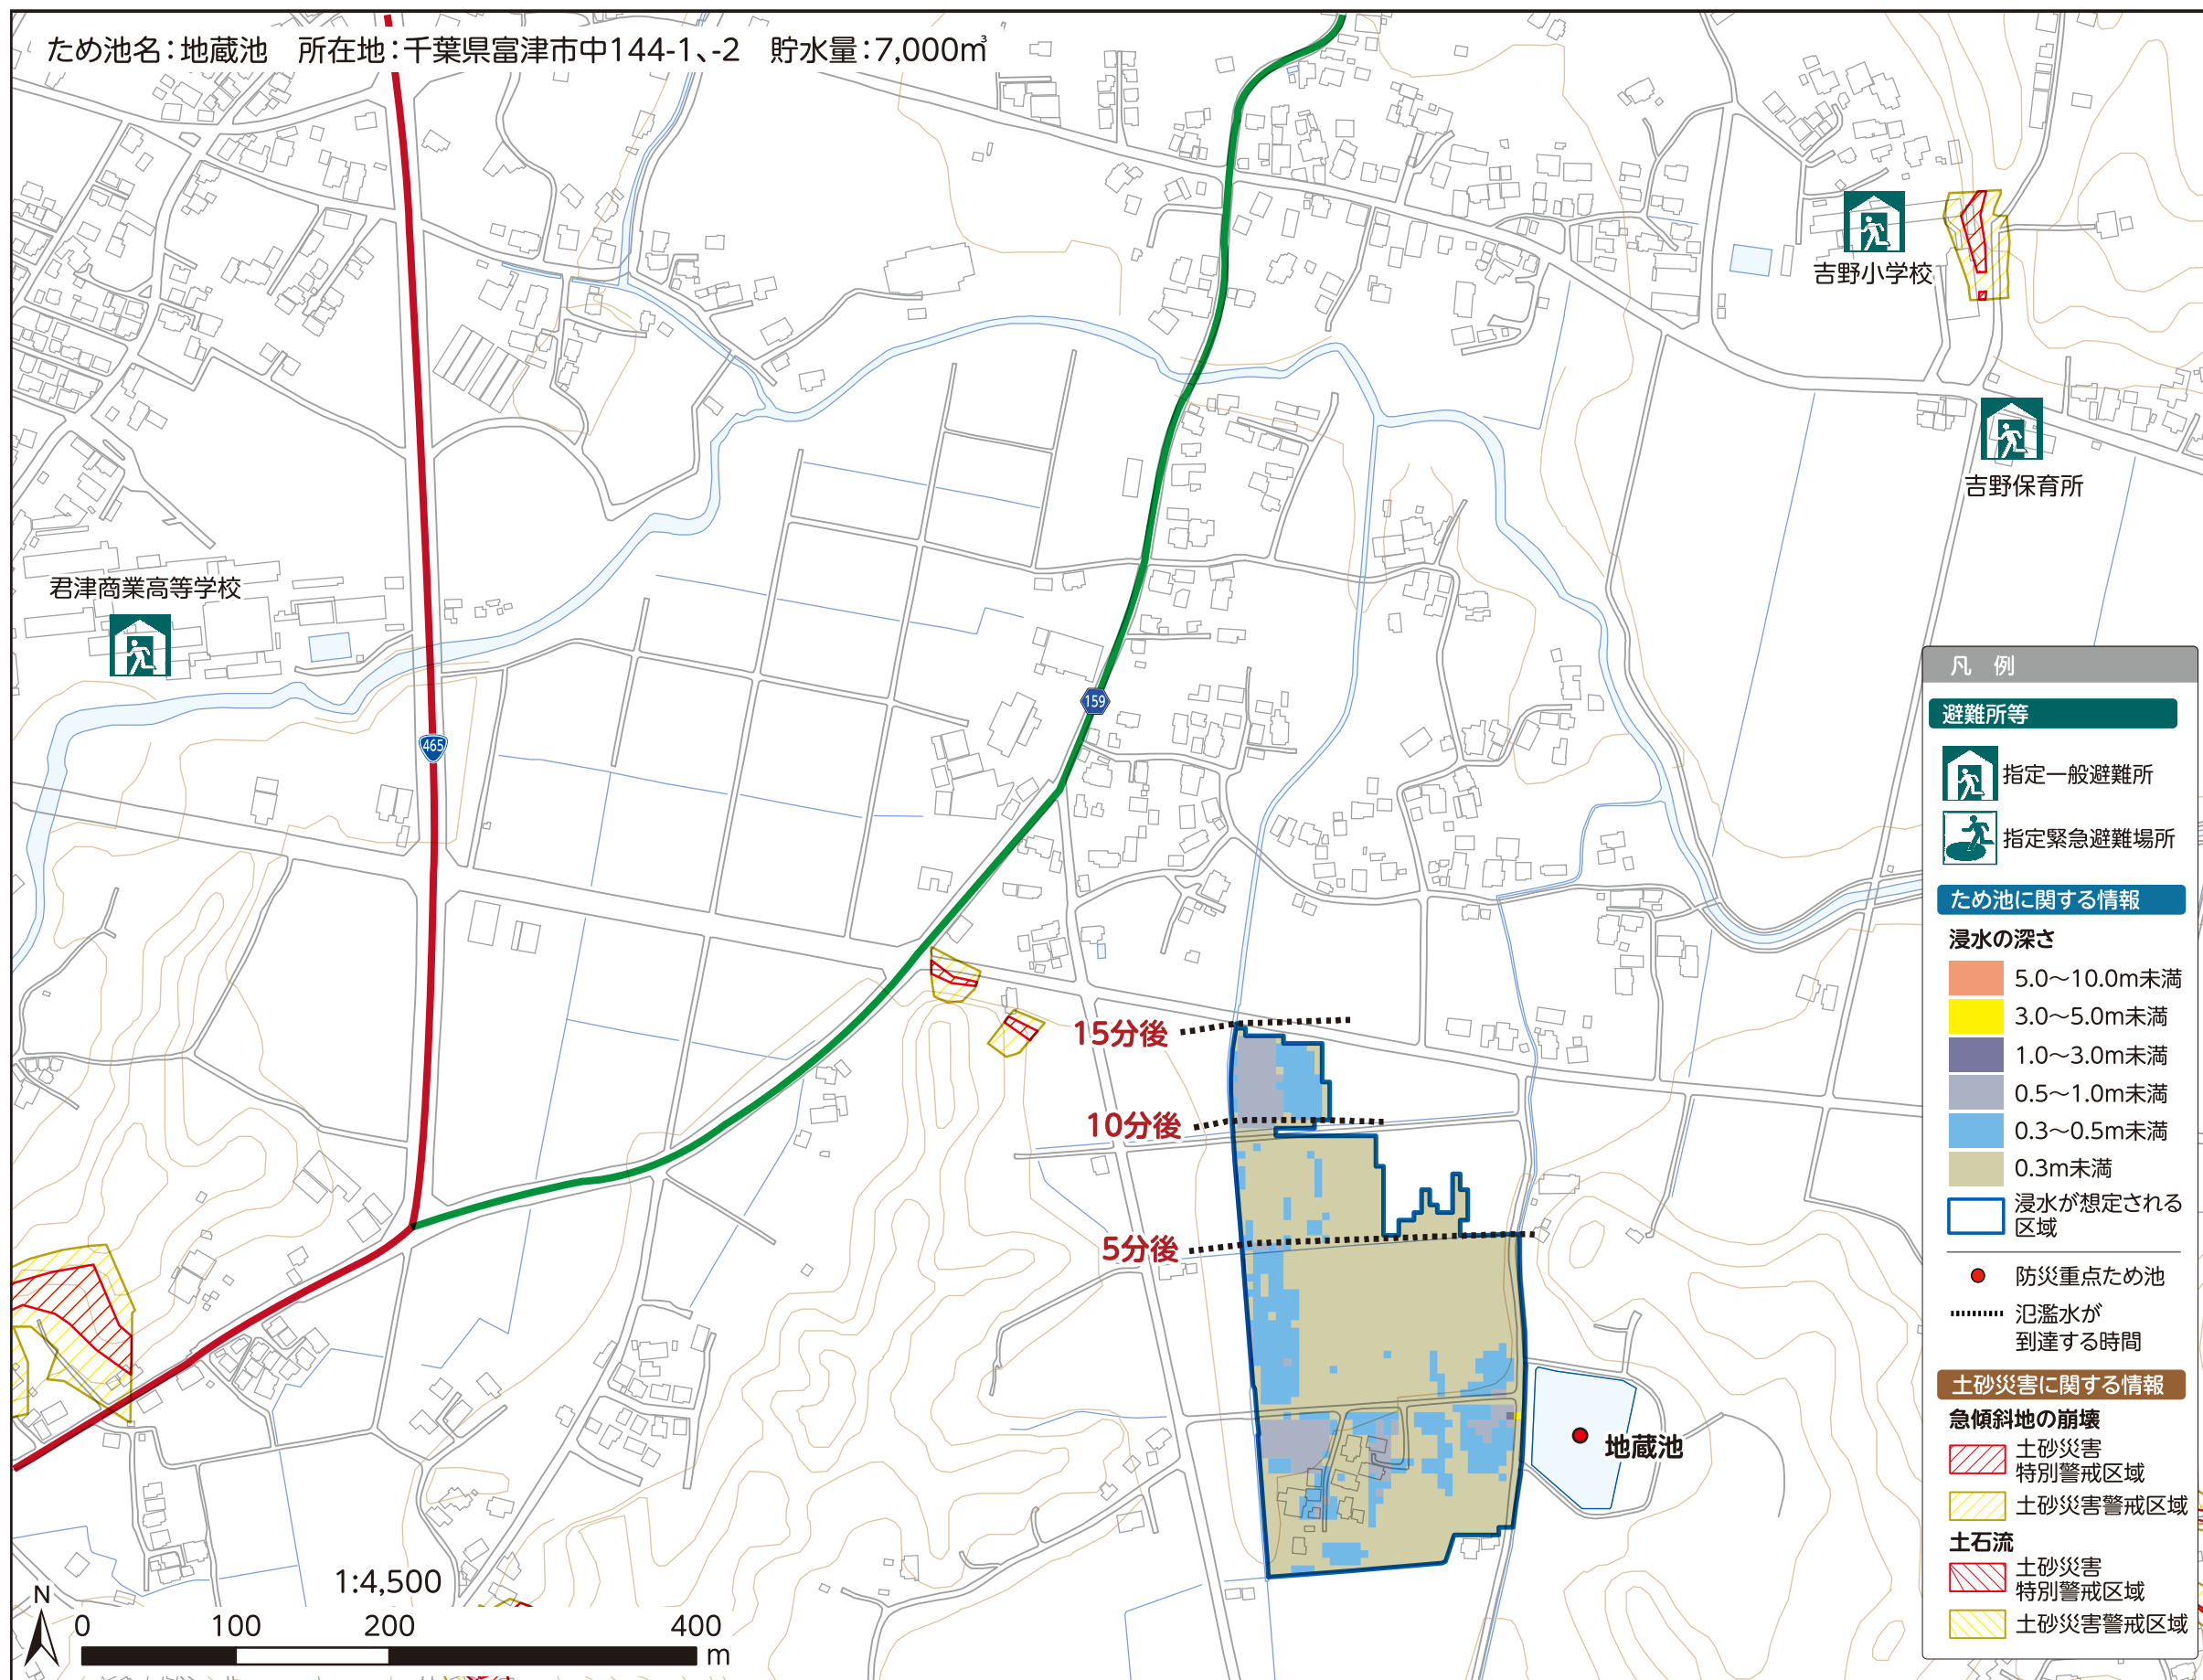 ため池名：地蔵池　所在地：千葉県富津市中144-1、-2　貯水量：7,000㎥
吉野小学校
吉野保育所
君津商業高等学校
159
465
15分後
10分後
5分後
地蔵池
凡　例
避難所等
指定一般避難所
指定緊急避難場所
ため池に関する情報
浸水の深さ
5.0～10.0m未満
3.0～5.0m未満
1.0～3.0m未満
0.5～1.0m未満
0.3～0.5m未満
0.3m未満
浸水が想定される
区域
防災重点ため池
氾濫水が
到達する時間
土砂災害に関する情報
急傾斜地の崩壊
土砂災害
特別警戒区域
土砂災害警戒区域
土石流
土砂災害
特別警戒区域
土砂災害警戒区域
1:4,500
N
0 100 200 400
m